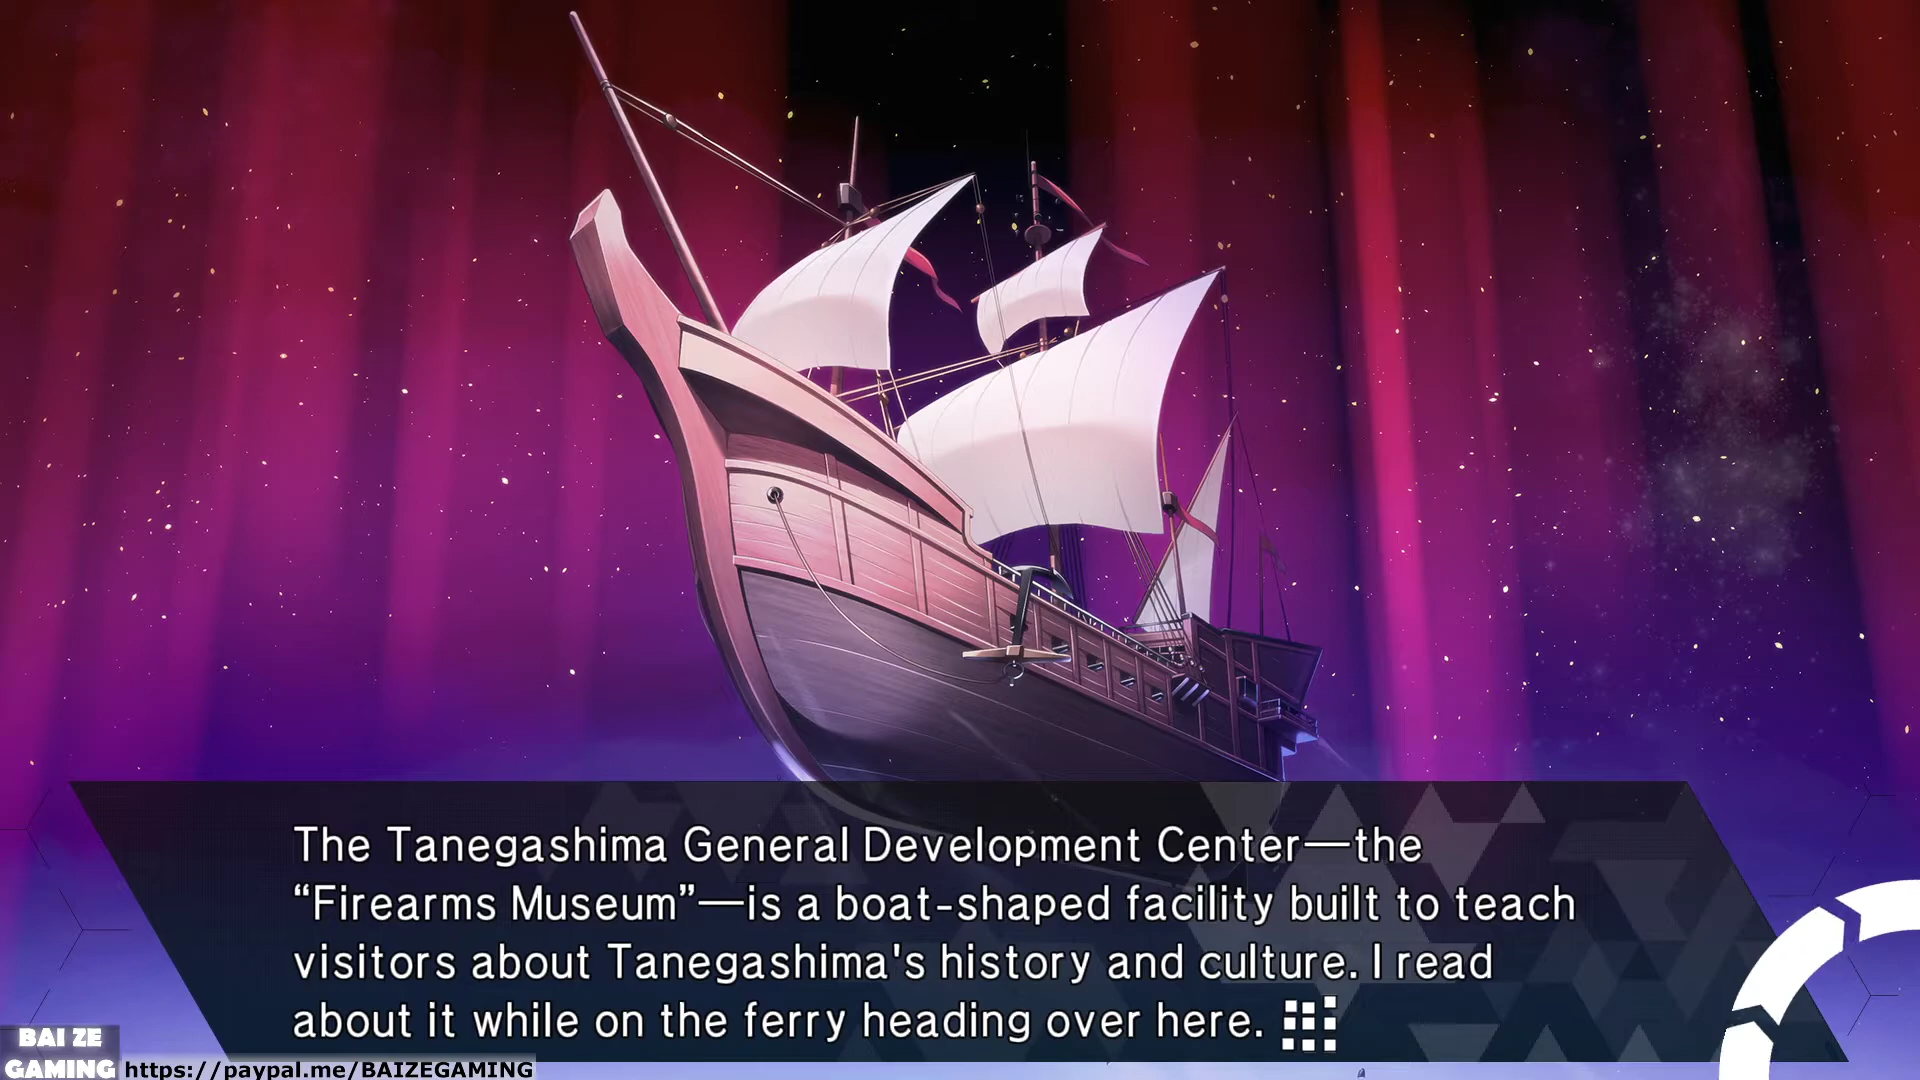 The Tanegashima General Development Center—the
“Firearms Museum”—is a boat-shaped facility built to teach
visitors about Tanegashima's history and culture. I read
about it while on the ferry heading over here.
BAI ZE
GAMING https://paypal.me/BAIZEGAMING